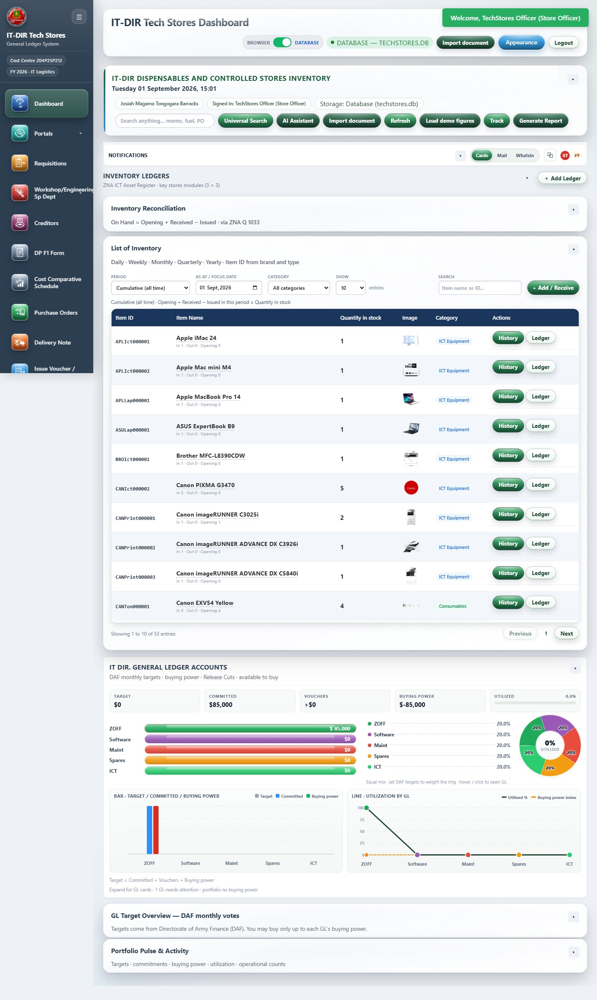 IT-DIR Tech Stores
General Ledger System
Cost Centre Z04P2SP212
FY 2026 · IT Logistics
Dashboard
Portals
Requisitions
Workshop/Engineering
Sp Dept
Creditors
DP F1 Form
Cost Comparative
Schedule
Purchase Orders
Delivery Note
Issue Voucher /
IT-DIR Tech Stores Dashboard
Welcome, TechStores Officer (Store Officer)
BROWSER DATABASE DATABASE — TECHSTORES.DB Import document Appearance Logout
IT-DIR DISPENSABLES AND CONTROLLED STORES INVENTORY
Tuesday 01 September 2026, 15:01
Josiah Magama Tongogara Barracks Signed in: TechStores Officer (Store Officer) Storage: Database (techstores.db)
Search anything... memo, fuel, PO Universal Search AI Assistant Import document Refresh Load demo figures Track Generate Report
NOTIFICATIONS Cards Mail WhatsIn 37 29
INVENTORY LEDGERS + Add Ledger
ZNA ICT Asset Register · key stores modules (3 × 3)
Inventory Reconciliation
On Hand = Opening + Received − Issued · via ZNA Q 1033
List of Inventory
Daily · Weekly · Monthly · Quarterly · Yearly · Item ID from brand and type
PERIOD AS AT / FOCUS DATE CATEGORY SHOW SEARCH
Cumulative (all time) 01 Sept, 2026 All categories 10 entries Item name or ID... + Add / Receive
Cumulative (all time) · Opening + Received − Issued in this period = Quantity in stock
Item ID Item Name Quantity in stock Image Category Actions
APLIct000001 Apple iMac 24 1 ICT Equipment History Ledger
In 1 · Out 0 · Opening 0
APLIct000002 Apple Mac mini M4 1 Mac Mini ICT Equipment History Ledger
In 1 · Out 0 · Opening 0
APLLap000001 Apple MacBook Pro 14 1 ICT Equipment History Ledger
In 1 · Out 0 · Opening 0
ASULap000001 ASUS ExpertBook B9 1 ICT Equipment History Ledger
In 1 · Out 0 · Opening 0
BROIct000001 Brother MFC-L8390CDW 1 ICT Equipment History Ledger
In 1 · Out 0 · Opening 0
CANIct000002 Canon PIXMA G3470 5 Canon ICT Equipment History Ledger
In 5 · Out 0 · Opening 0
CANPrint000001 Canon imageRUNNER C3025i 2 ICT Equipment History Ledger
In 1 · Out 0 · Opening 1
CANPrint000002 Canon imageRUNNER ADVANCE DX C3926i 1 ICT Equipment History Ledger
In 1 · Out 0 · Opening 0
CANPrint000003 Canon imageRUNNER ADVANCE DX C5840i 1 ICT Equipment History Ledger
In 1 · Out 0 · Opening 0
CANTon000001 Canon EXV54 Yellow 4 Consumables History Ledger
In 0 · Out 0 · Opening 4
Showing 1 to 10 of 53 entries Previous 1 Next
IT DIR. GENERAL LEDGER ACCOUNTS
DAF monthly targets · buying power · Release Cuts · available to buy
TARGET COMMITTED VOUCHERS BUYING POWER UTILIZED 0.0%
$0 $85,000 +$0 $-85,000
ZOFF $-85,000
Software $0
Maint $0
Spares $0
ICT $0
ZOFF 20.0%
Software 20.0%
Maint 20.0%
Spares 20.0%
ICT 20.0%
20% 20%
0%
UTILIZED
20% 20%
20%
Equal mix · set DAF targets to weight the ring · hover / click to open GL
BAR · TARGET / COMMITTED / BUYING POWER Target Committed Buying power
ZOFF Software Maint Spares ICT
LINE · UTILIZATION BY GL Utilized % Buying power index
100
75
50
25
0
ZOFF Software Maint Spares ICT
Target = Committed + Vouchers + Buying power
Expand for GL cards · 1 GL needs attention · portfolio no buying power
GL Target Overview — DAF monthly votes
Targets come from Directorate of Army Finance (DAF). You may buy only up to each GL's buying power.
Portfolio Pulse & Activity
Targets · commitments · buying power · utilization · operational counts